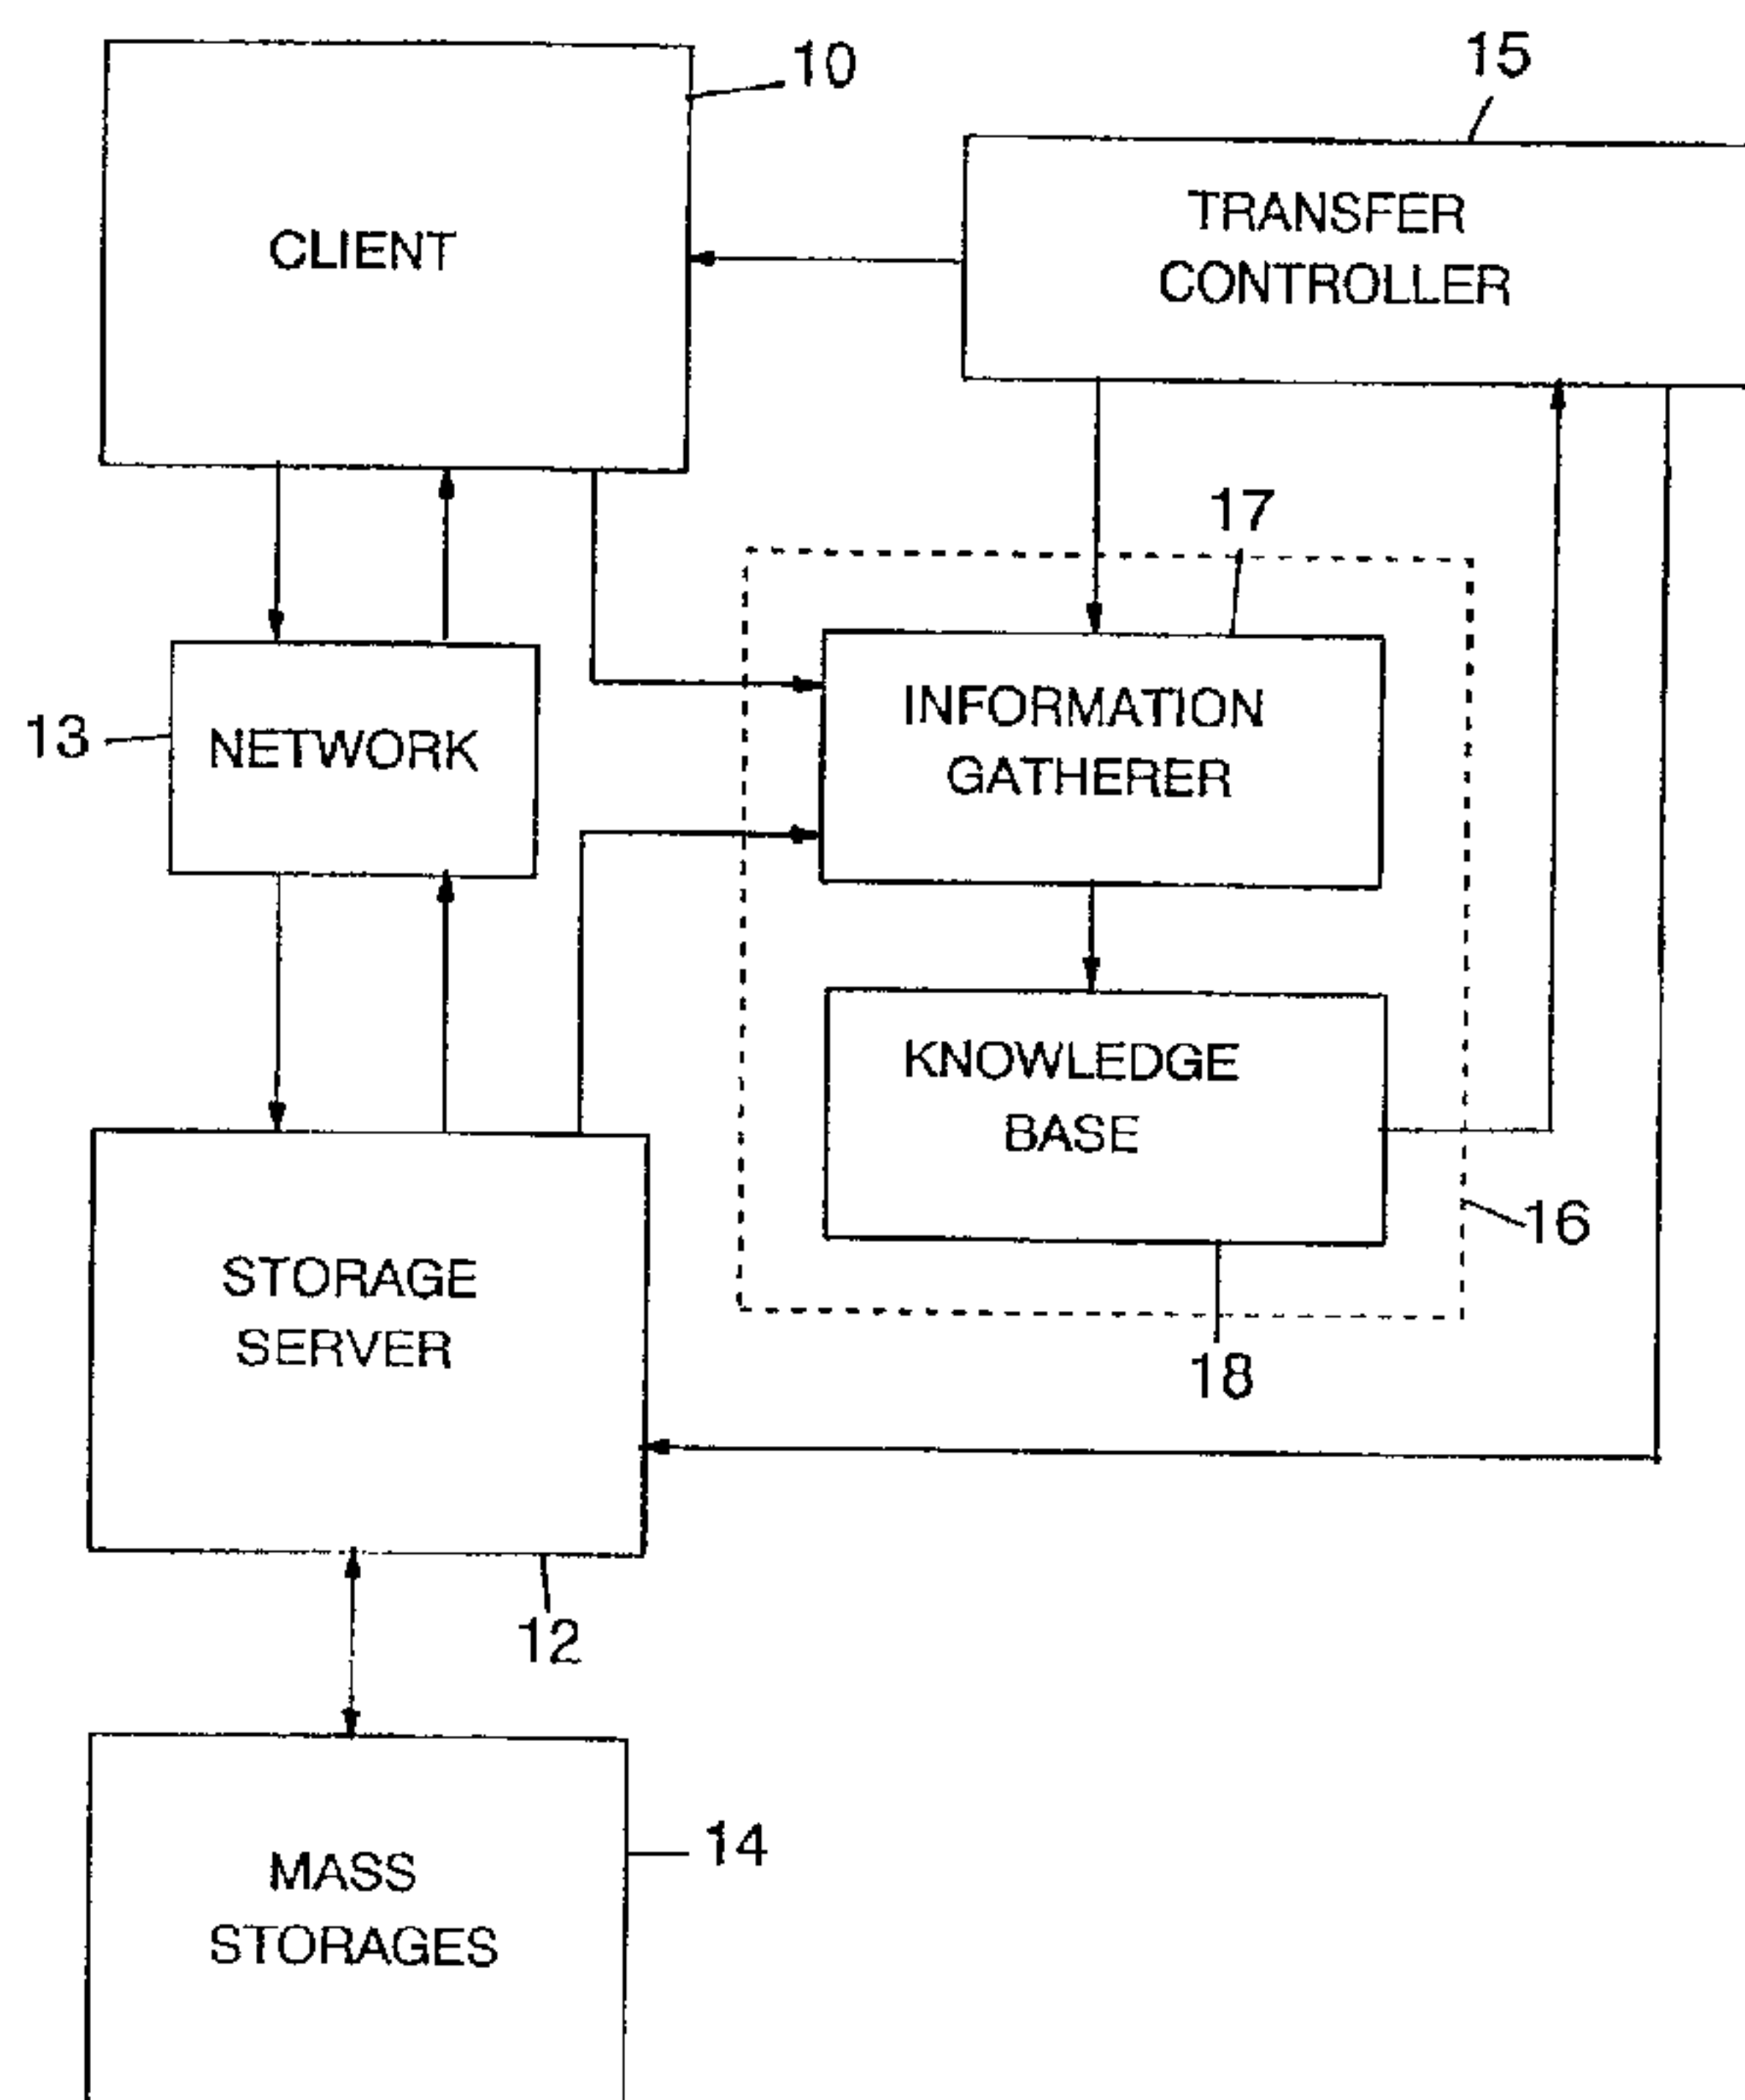 10
15
CLIENT
TRANSFER
CONTROLLER
17
13
NETWORK
INFORMATION
GATHERER
KNOWLEDGE
BASE
16
STORAGE
SERVER
18
12
14
MASS
STORAGES